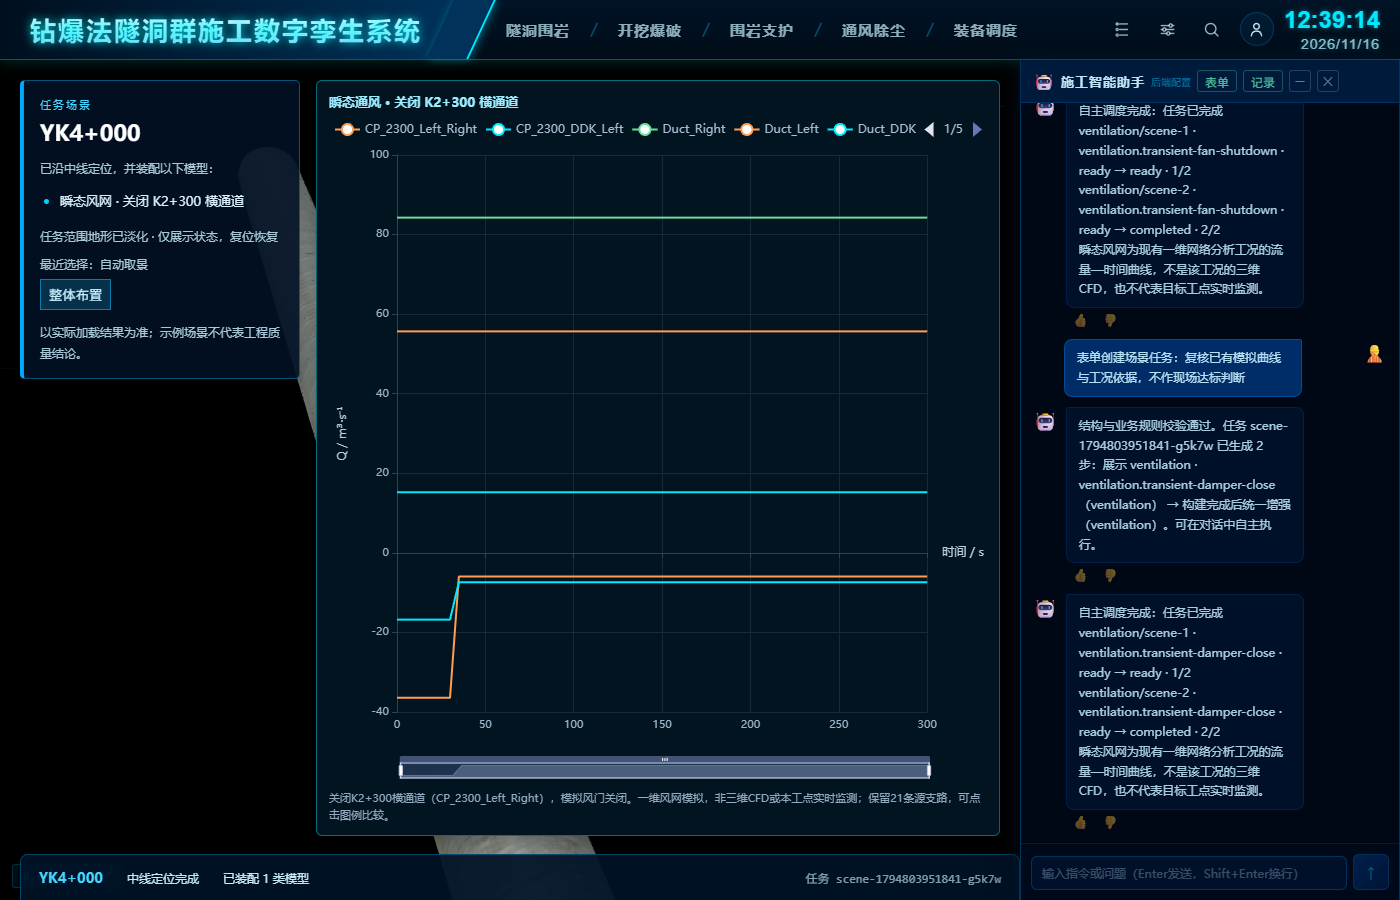 钻爆法隧洞群施工数字孪生系统
隧洞围岩 / 开挖爆破 / 围岩支护 / 通风除尘 / 装备调度
12:39:14
2026/11/16
任务场景
YK4+000
已沿中线定位，并装配以下模型：
• 瞬态风网 · 关闭 K2+300 横通道
任务范围地形已淡化 · 仅展示状态，复位恢复
最近选择：自动取景
整体布置
以实际加载结果为准；示例场景不代表工程质
量结论。
瞬态通风 • 关闭 K2+300 横通道
CP_2300_Left_Right CP_2300_DDK_Left Duct_Right Duct_Left Duct_DDK 1/5
100
80
60
40
20
0
-20
-40
Q / m³·s⁻¹
时间 / s
0 50 100 150 200 250 300
关闭K2+300横通道（CP_2300_Left_Right），模拟风门关闭。一维风网模拟，非三维CFD或本工点实时监测；保留21条源支路，可点
击图例比较。
施工智能助手 后端配置 表单 记录
自主调度完成：任务已完成
ventilation/scene-1 ·
ventilation.transient-fan-shutdown ·
ready → ready · 1/2
ventilation/scene-2 ·
ventilation.transient-fan-shutdown ·
ready → completed · 2/2
瞬态风网为现有一维网络分析工况的流
量—时间曲线，不是该工况的三维
CFD，也不代表目标工点实时监测。
表单创建场景任务：复核已有模拟曲线
与工况依据，不作现场达标判断
结构与业务规则校验通过。任务 scene-
1794803951841-g5k7w 已生成 2
步：展示 ventilation ·
ventilation.transient-damper-close
（ventilation） → 构建完成后统一增强
（ventilation）。可在对话中自主执
行。
自主调度完成：任务已完成
ventilation/scene-1 ·
ventilation.transient-damper-close ·
ready → ready · 1/2
ventilation/scene-2 ·
ventilation.transient-damper-close ·
ready → completed · 2/2
瞬态风网为现有一维网络分析工况的流
量—时间曲线，不是该工况的三维
CFD，也不代表目标工点实时监测。
输入指令或问题（Enter发送，Shift+Enter换行）
YK4+000 中线定位完成 已装配 1 类模型 任务 scene-1794803951841-g5k7w